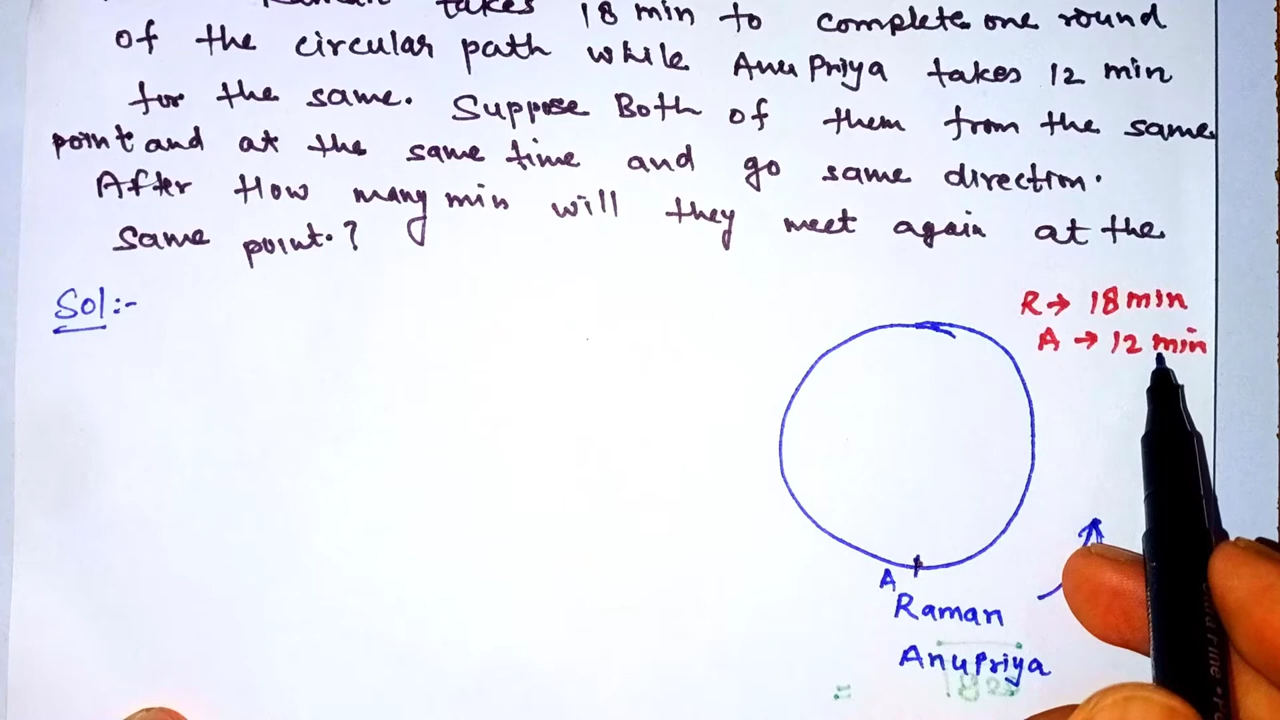 Raman takes 18 min to complete one round
of the circular path while AnuPriya takes 12 min
for the same. Suppose Both of them from the same
point and at the same time and go same direction.
After How many min will they meet again at the
same point.?
Sol:-
R → 18 min
A → 12 min
A
Raman
AnuPriya
=